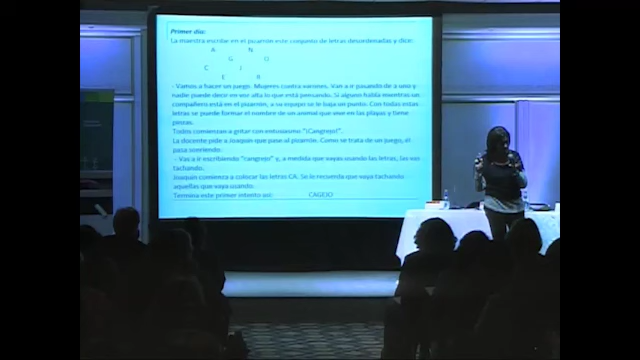 Primer día:
La maestra escribe en el pizarrón este conjunto de letras desordenadas y dice:
A N
G O
C J
E R
- Vamos a hacer un juego. Mujeres contra varones. Van a ir pasando de a uno y
nadie puede decir en voz alta lo que está pensando. Si alguno habla mientras un
compañero está en el pizarrón, a su equipo se le baja un punto. Con todas estas
letras se puede formar el nombre de un animal que vive en las playas y tiene
pinzas.
Todos comienzan a gritar con entusiasmo "¡Cangrejo!".
La docente pide a Joaquín que pase al pizarrón. Como se trata de un juego, él
pasa sonriendo.
- Vas a ir escribiendo "cangrejo" y, a medida que vayas usando las letras, las vas
tachando.
Joaquín comienza a colocar las letras CA. Se le recuerda que vaya tachando
aquellas que vaya usando.
Termina este primer intento así: CAGEJO